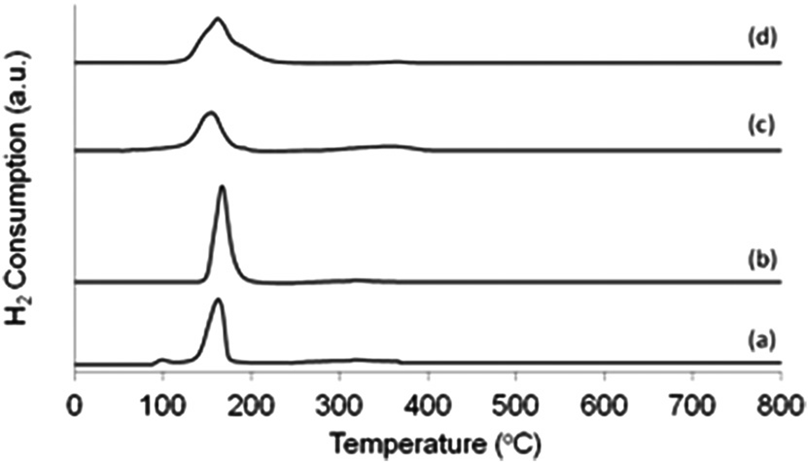 H₂ Consumption (a.u.)
(d)
(c)
(b)
(a)
0 100 200 300 400 500 600 700 800
Temperature (°C)